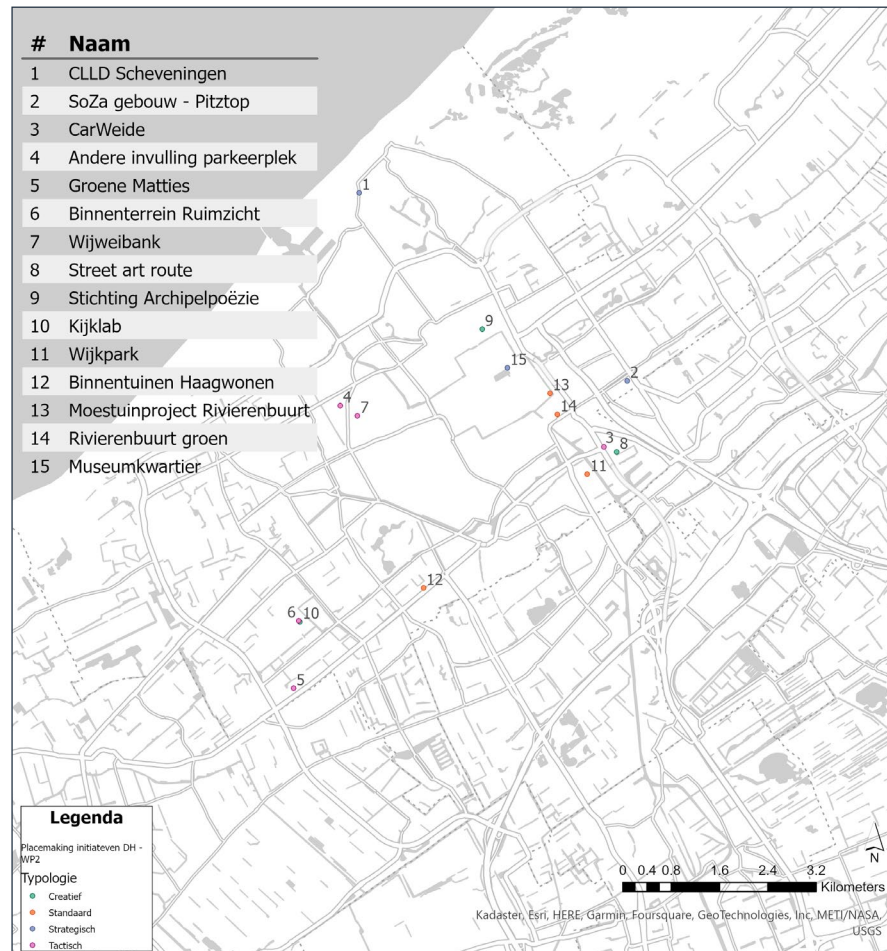 # Naam
1 CLLD Scheveningen
2 SoZa gebouw - Pitztop
3 CarWeide
4 Andere invulling parkeerplek
5 Groene Matties
6 Binnenterrein Ruimzicht
7 Wijweibank
8 Street art route
9 Stichting Archipelpoëzie
10 Kijklab
11 Wijkpark
12 Binnentuinen Haagwonen
13 Moestuinproject Rivierenbuurt
14 Rivierenbuurt groen
15 Museumkwartier
1
9
15
2
13
4
7
14
3
8
11
12
6
10
5
Legenda
Placemaking initiateven DH -
WP2
Typologie
Creatief
Standaard
Strategisch
Tactisch
N
0 0.4 0.8 1.6 2.4 3.2
Kilometers
Kadaster, Esri, HERE, Garmin, Foursquare, GeoTechnologies, Inc, METI/NASA,
USGS